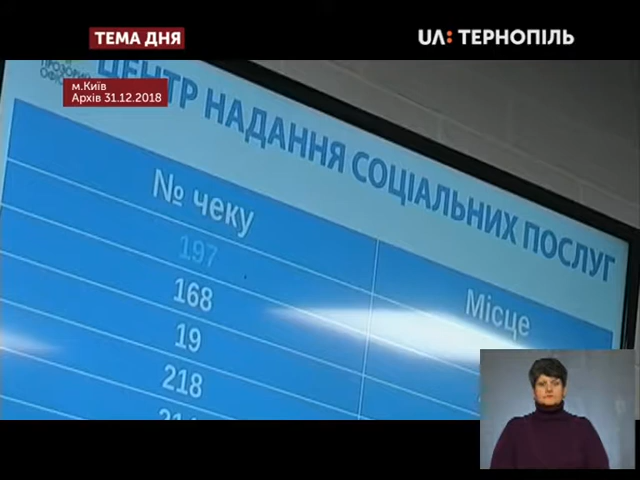 ТЕМА ДНЯ
UA: ТЕРНОПІЛЬ
м.Київ
Архів 31.12.2018
ЦЕНТР НАДАННЯ СОЦІАЛЬНИХ ПОСЛУГ
№ чеку
Місце
197
168
19
218